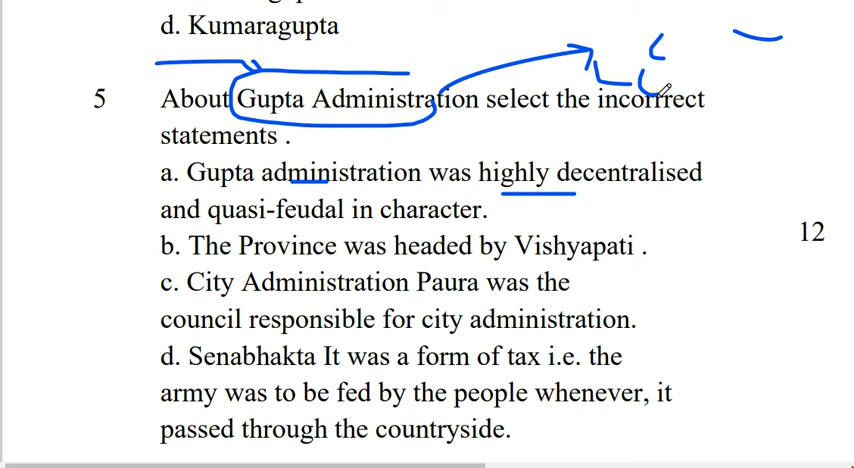 d. Kumaragupta
5 About Gupta Administration select the incorrect
statements .
a. Gupta administration was highly decentralised
and quasi-feudal in character.
12
b. The Province was headed by Vishyapati .
c. City Administration Paura was the
council responsible for city administration.
d. Senabhakta It was a form of tax i.e. the
army was to be fed by the people whenever, it
passed through the countryside.